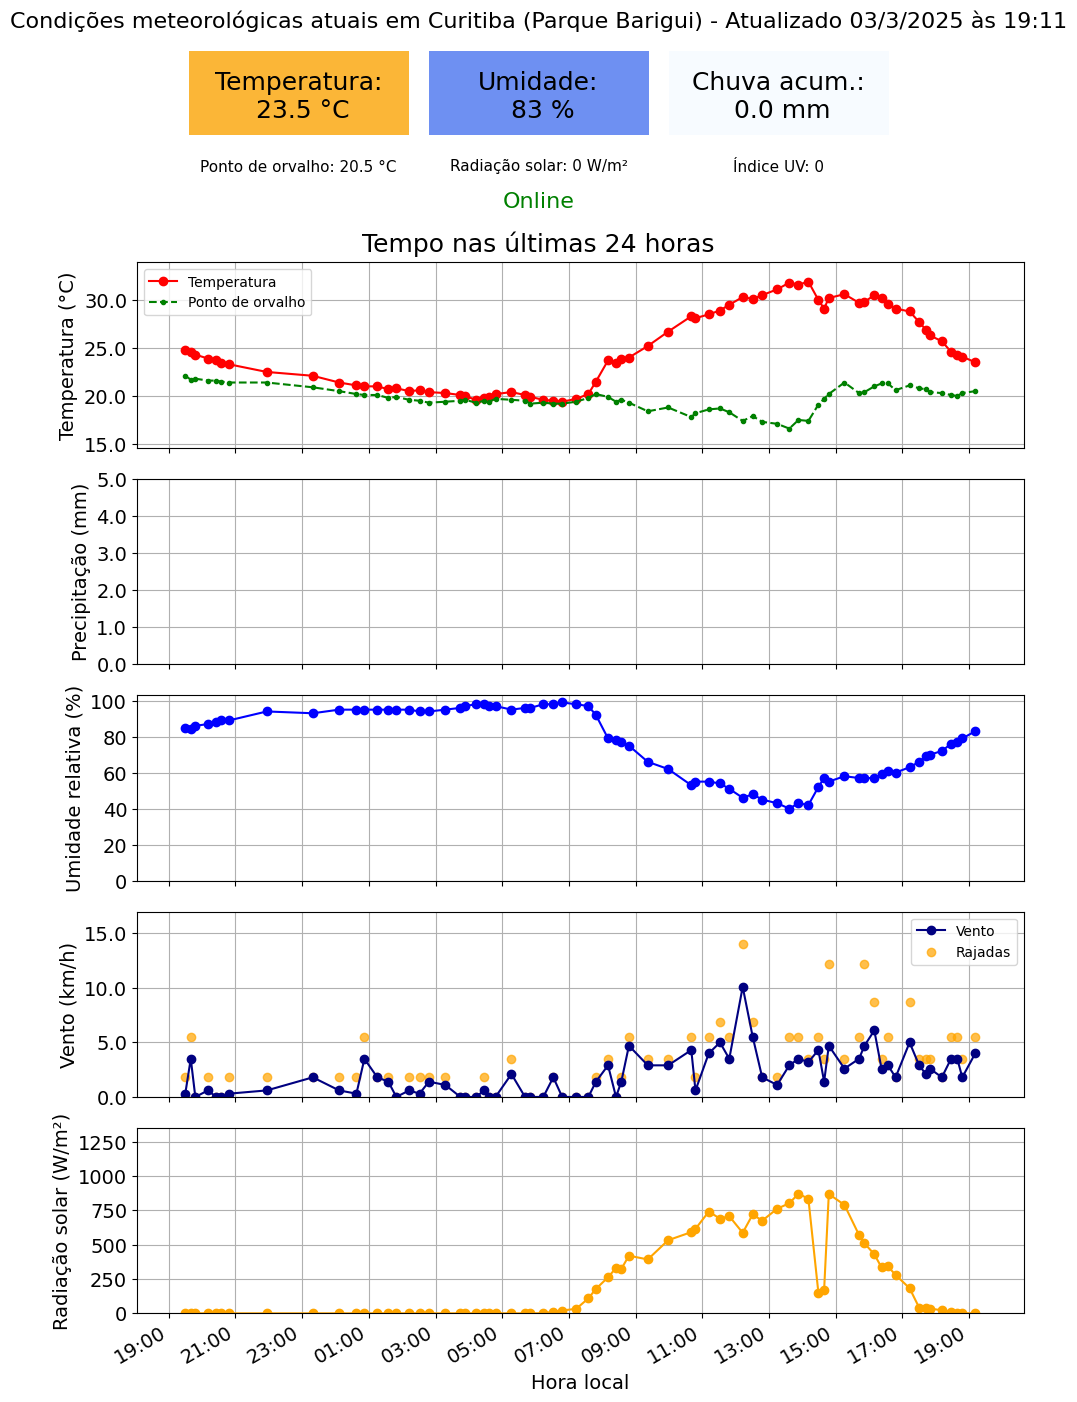 Condições meteorológicas atuais em Curitiba (Parque Barigui) - Atualizado 03/3/2025 às 19:11
Temperatura:
23.5 °C
Umidade:
83 %
Chuva acum.:
0.0 mm
Ponto de orvalho: 20.5 °C
Radiação solar: 0 W/m²
Índice UV: 0
Online
Tempo nas últimas 24 horas
Temperatura (°C)
30.0
25.0
20.0
15.0
Temperatura
Ponto de orvalho
Precipitação (mm)
5.0
4.0
3.0
2.0
1.0
0.0
Umidade relativa (%)
100
80
60
40
20
0
Vento (km/h)
15.0
10.0
5.0
0.0
Vento
Rajadas
Radiação solar (W/m²)
1250
1000
750
500
250
0
19:00 21:00 23:00 01:00 03:00 05:00 07:00 09:00 11:00 13:00 15:00 17:00 19:00
Hora local